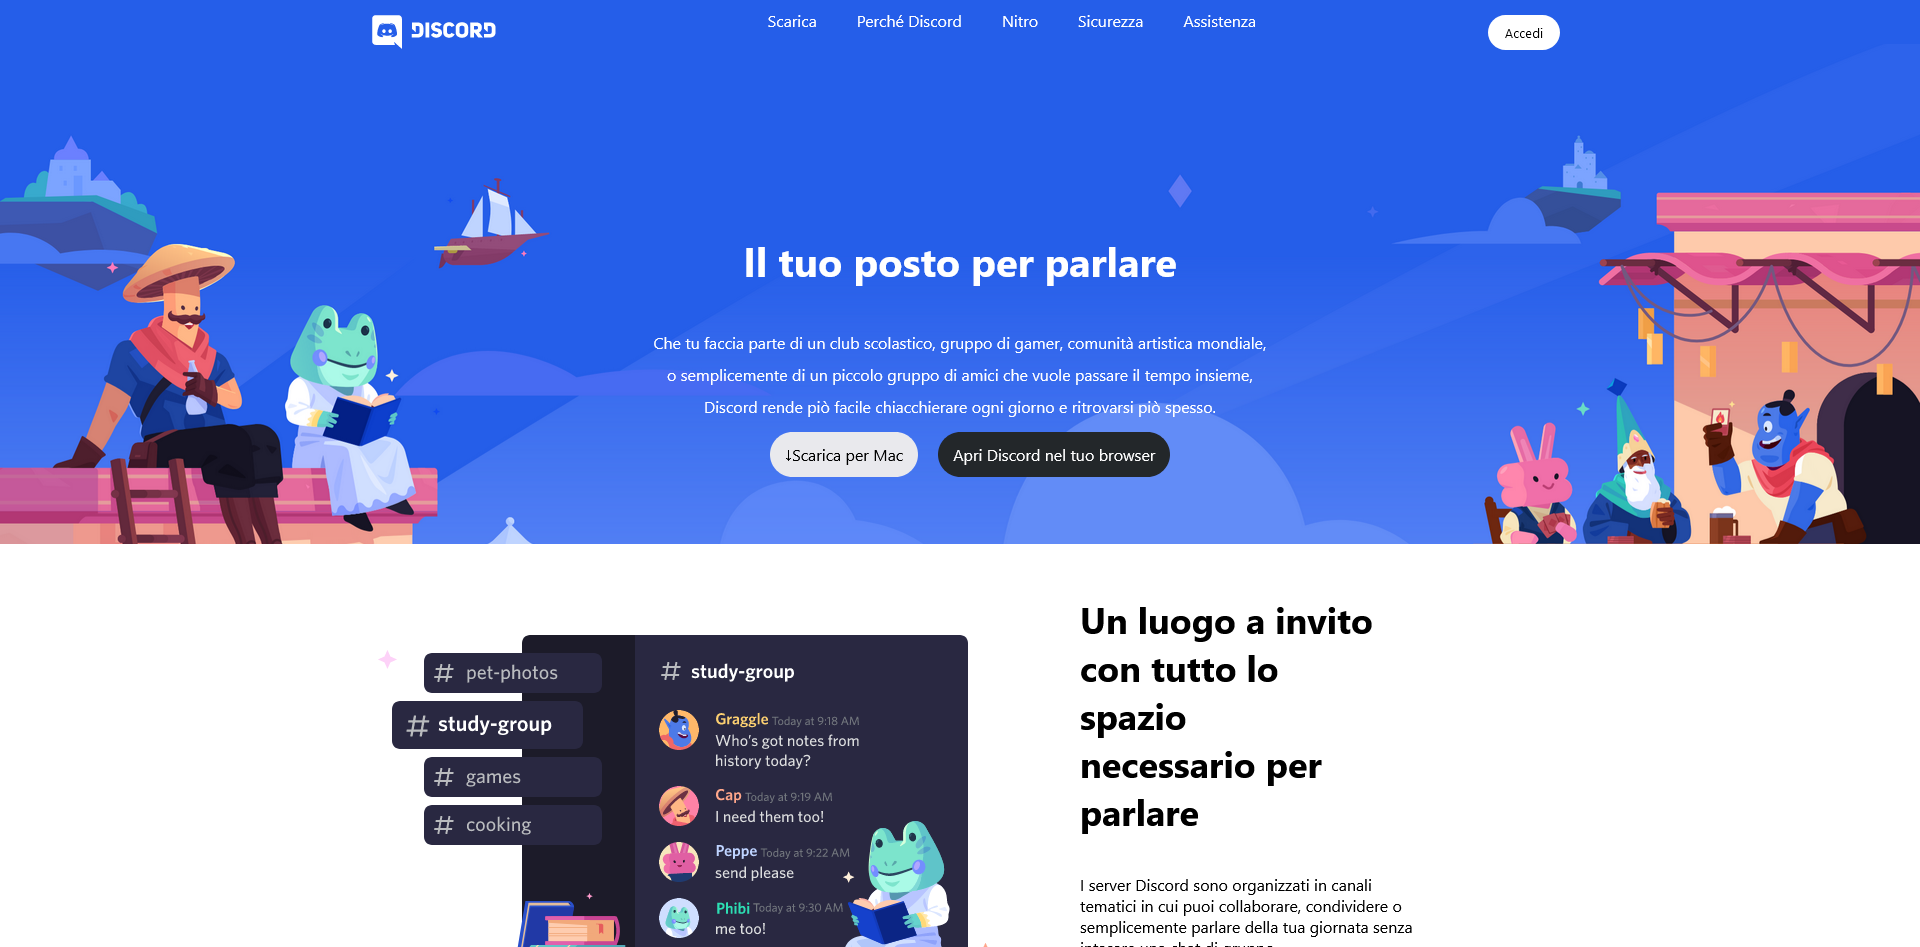 DISCORD
Scarica
Perché Discord
Nitro
Sicurezza
Assistenza
Accedi
Il tuo posto per parlare
Che tu faccia parte di un club scolastico, gruppo di gamer, comunità artistica mondiale,
o semplicemente di un piccolo gruppo di amici che vuole passare il tempo insieme,
Discord rende piò facile chiacchierare ogni giorno e ritrovarsi piò spesso.
↓Scarica per Mac
Apri Discord nel tuo browser
# pet-photos
# study-group
# games
# cooking
# study-group
Graggle Today at 9:18 AM
Who's got notes from
history today?
Cap Today at 9:19 AM
I need them too!
Peppe Today at 9:22 AM
send please
Phibi Today at 9:30 AM
me too!
Un luogo a invito
con tutto lo
spazio
necessario per
parlare
I server Discord sono organizzati in canali
tematici in cui puoi collaborare, condividere o
semplicemente parlare della tua giornata senza